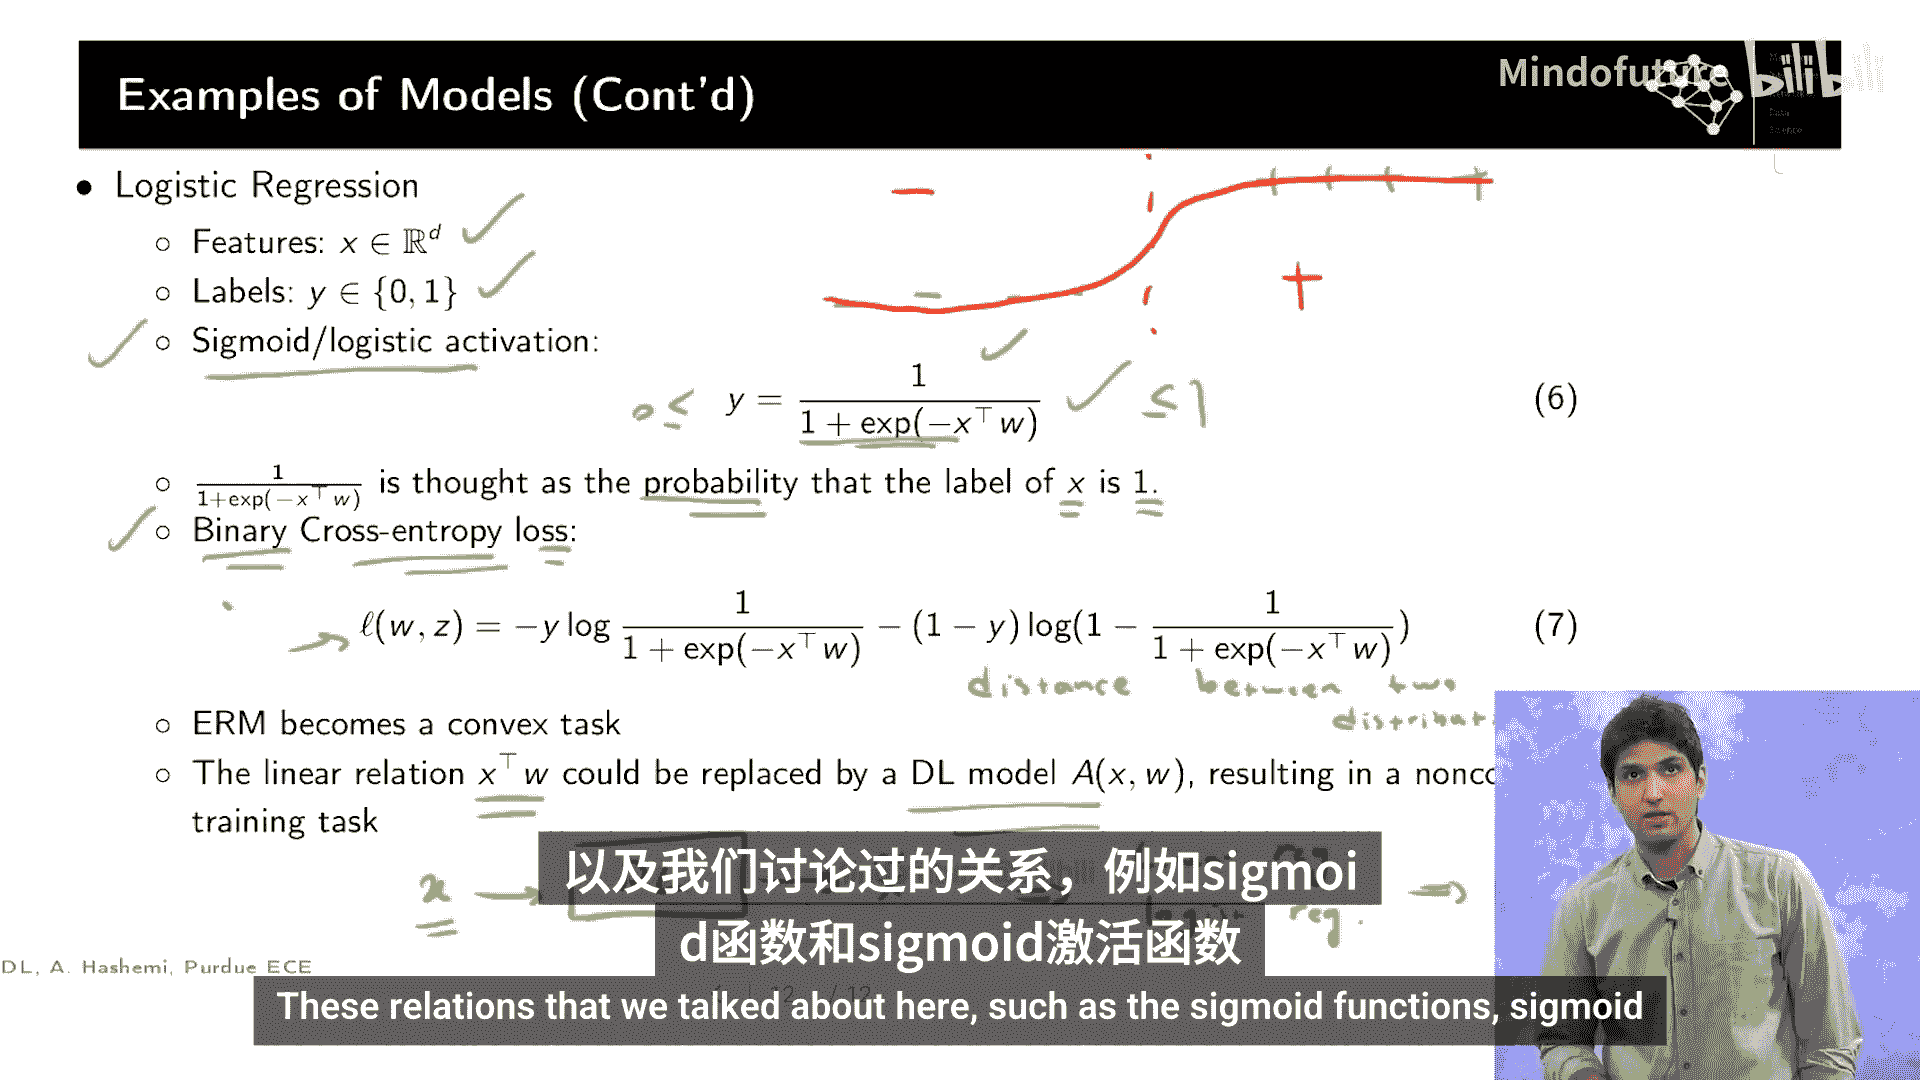 Examples of Models (Cont'd)
Mindofuture
bilibili
Data
Science
• Logistic Regression
○ Features: x ∈ ℝ^d
○ Labels: y ∈ {0, 1}
○ Sigmoid/logistic activation:
0 ≤ y = 1 / (1 + exp(−x^⊤ w)) ≤ 1 (6)
○ 1 / (1+exp(−x^⊤ w)) is thought as the probability that the label of x is 1.
○ Binary Cross-entropy loss:
ℓ(w, z) = −y log 1 / (1 + exp(−x^⊤ w)) − (1 − y) log(1 − 1 / (1 + exp(−x^⊤ w))) (7)
distance between two
○ ERM becomes a convex task
○ The linear relation x^⊤ w could be replaced by a DL model A(x, w), resulting in a nonco
training task
x
以及我们讨论过的关系，例如sigmoi
d函数和sigmoid激活函数
reg.
DL, A. Hashemi, Purdue ECE
These relations that we talked about here, such as the sigmoid functions, sigmoid